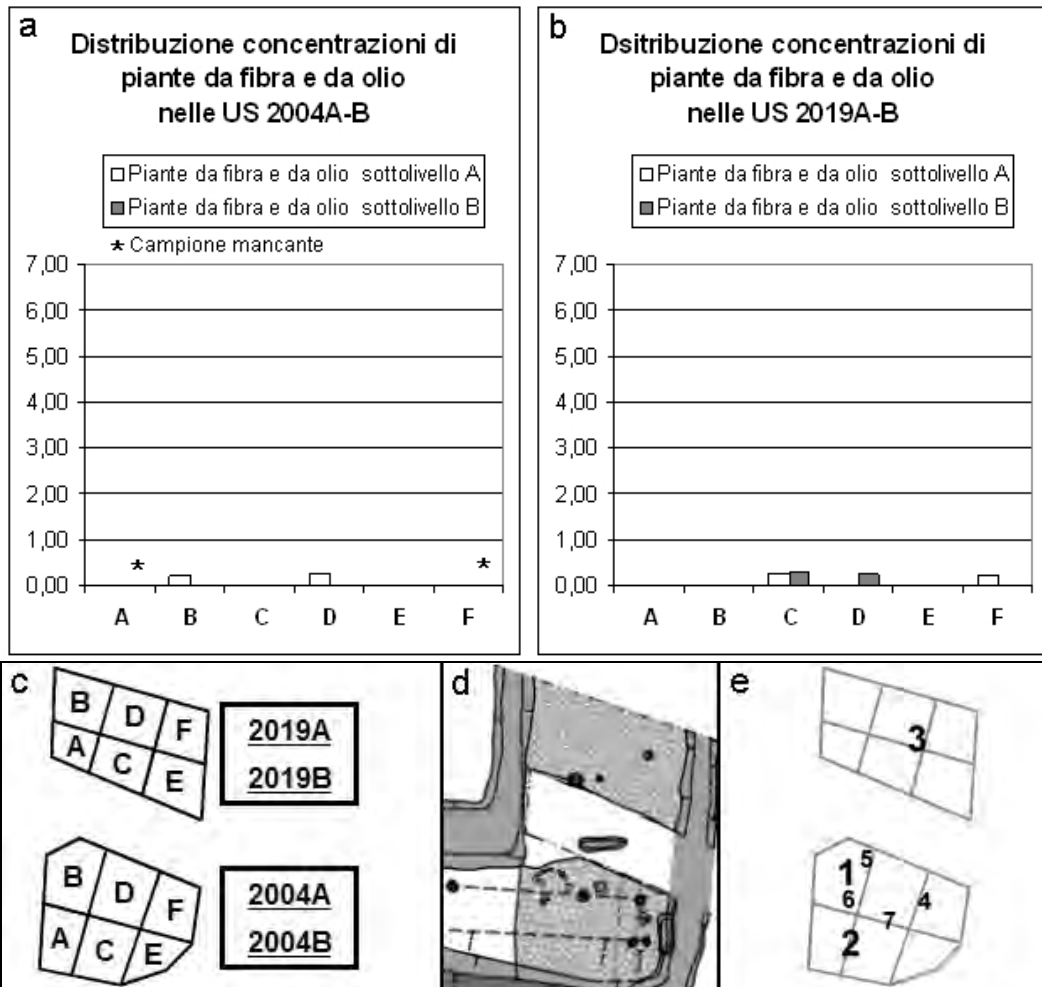 a
Distribuzione concentrazioni di
piante da fibra e da olio
nelle US 2004A-B
Piante da fibra e da olio sottolivello A
Piante da fibra e da olio sottolivello B
* Campione mancante
7,00
6,00
5,00
4,00
3,00
2,00
1,00
0,00
* *
A B C D E F
b
Dsitribuzione concentrazioni di
piante da fibra e da olio
nelle US 2019A-B
Piante da fibra e da olio sottolivello A
Piante da fibra e da olio sottolivello B
7,00
6,00
5,00
4,00
3,00
2,00
1,00
0,00
A B C D E F
c
B D F
A C E
2019A
2019B
B D F
A C E
2004A
2004B
d
e
3
1 5
6 4
7
2